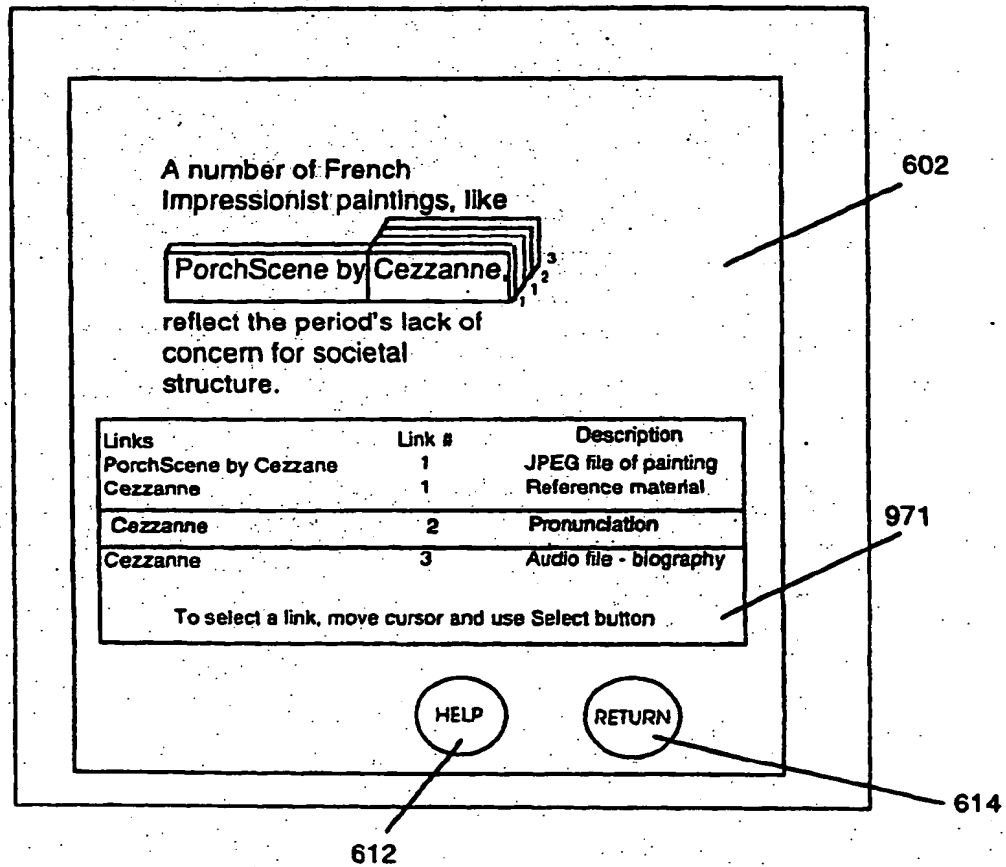 A number of French
Impressionist paintings, like
PorchScene by Cezzanne,
1 1 2 3
reflect the period's lack of
concern for societal
structure.
Links Link # Description
PorchScene by Cezzane 1 JPEG file of painting
Cezzanne 1 Reference material
Cezzanne 2 Pronunciation
Cezzanne 3 Audio file - biography
To select a link, move cursor and use Select button
HELP RETURN
602
971
612
614